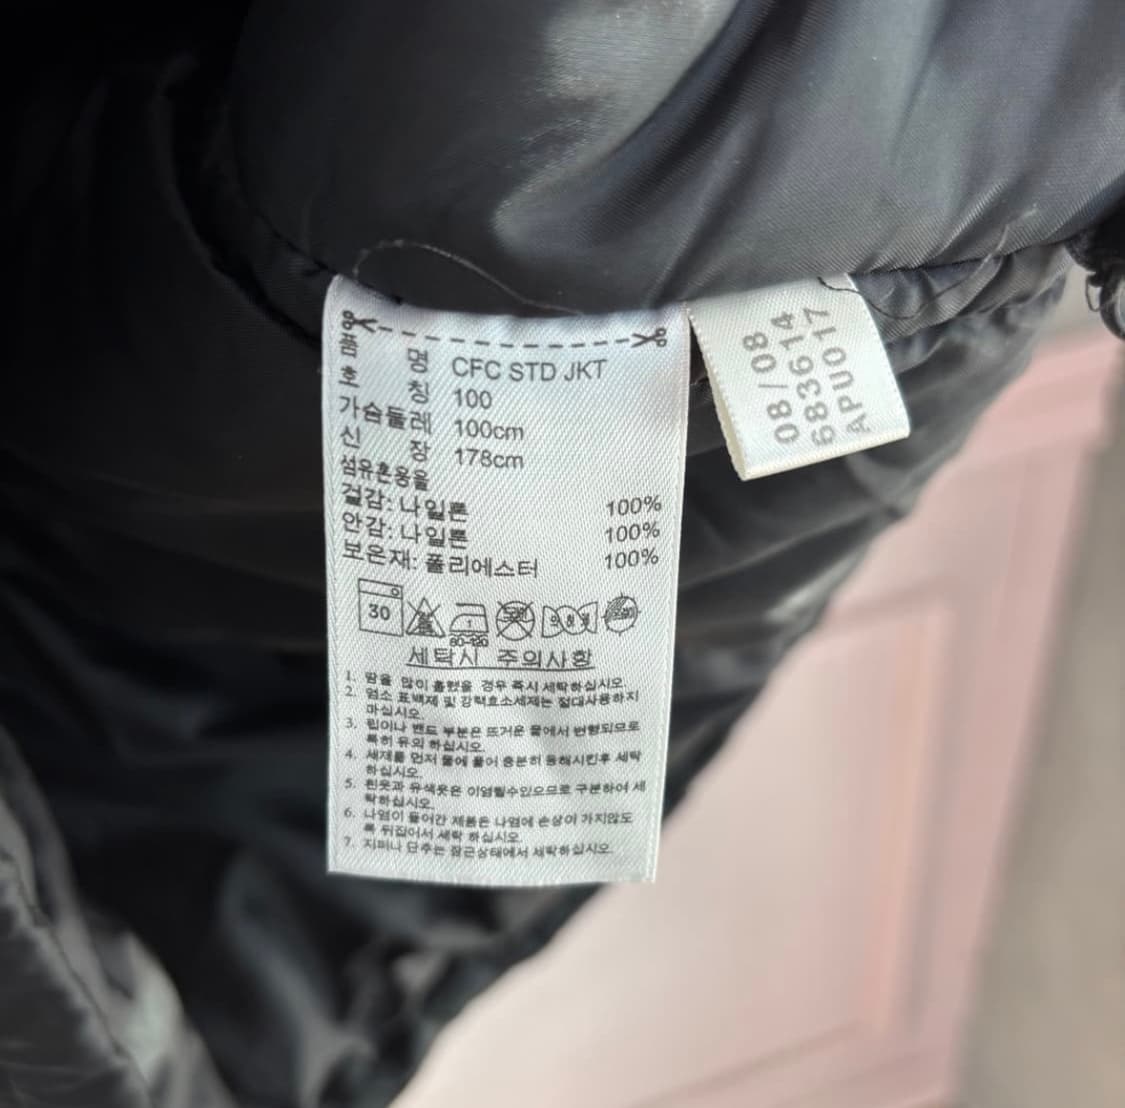 품 명 CFC STD JKT
호 칭 100
가슴둘레 100cm
신 장 178cm
섬유혼용율
겉감: 나일론 100%
안감: 나일론 100%
보온재: 폴리에스터 100%
30
80-120
세탁시 주의사항
1. 땀을 많이 흘렸을 경우 즉시 세탁하십시오.
2. 염소 표백제 및 강력효소세제는 절대사용하지
마십시오.
3. 프린이나 밴드 부분은 뜨거운 물에서 변형되므로
특히 유의 하십시오.
4. 세제를 먼저 물에 풀어 충분히 용해시킨후 세탁
하십시오.
5. 흰옷과 유색옷은 이염될수있으므로 구분하여 세
탁하십시오.
6. 나염이 들어간 제품은 나염에 손상이 가지않도
록 뒤집어서 세탁 하십시오.
7. 지퍼나 단추는 잠근상태에서 세탁하십시오.
08/08
683614
APU017